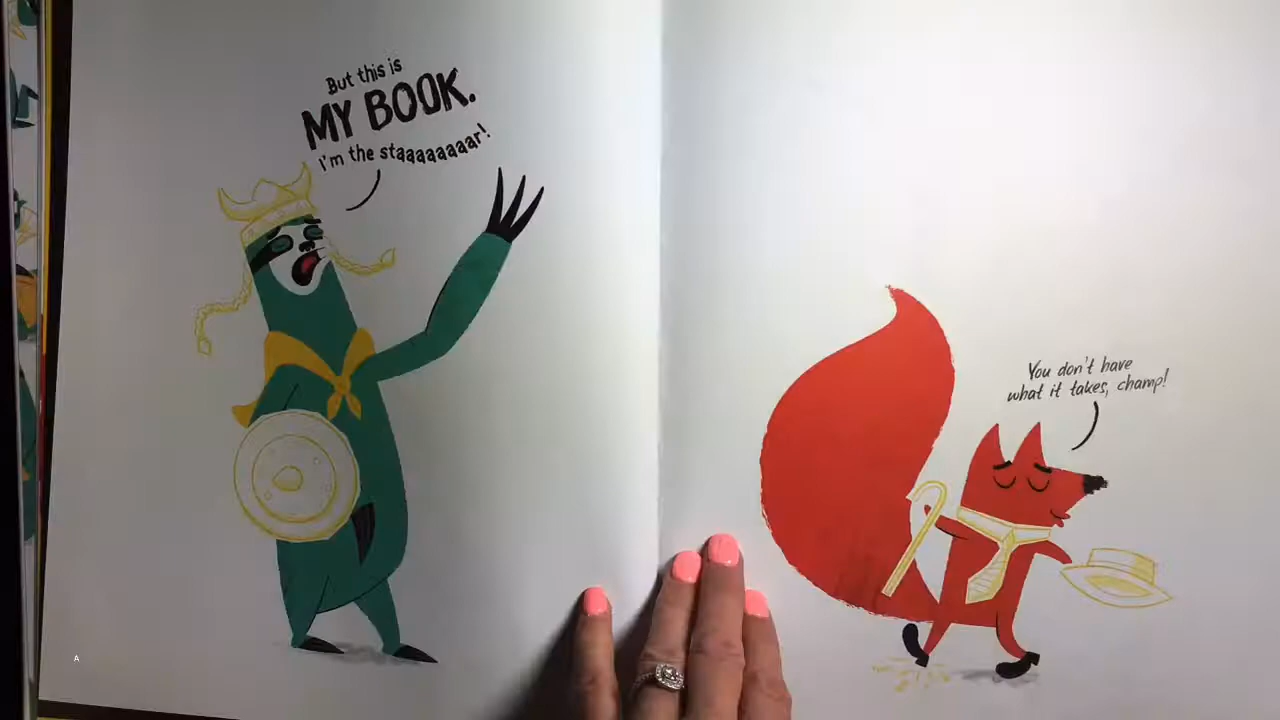 But this is
MY BOOK.
I'm the staaaaaaaar!
You don't have
what it takes, champ!
A